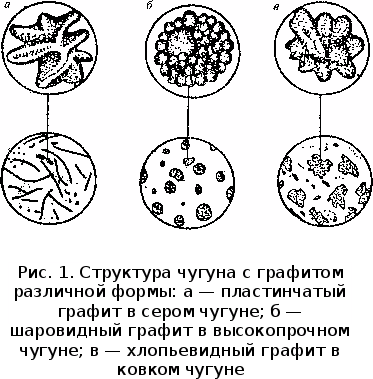 а б в
Рис. 1. Структура чугуна с графитом
различной формы: а — пластинчатый
графит в сером чугуне; б —
шаровидный графит в высокопрочном
чугуне; в — хлопьевидный графит в
ковком чугуне